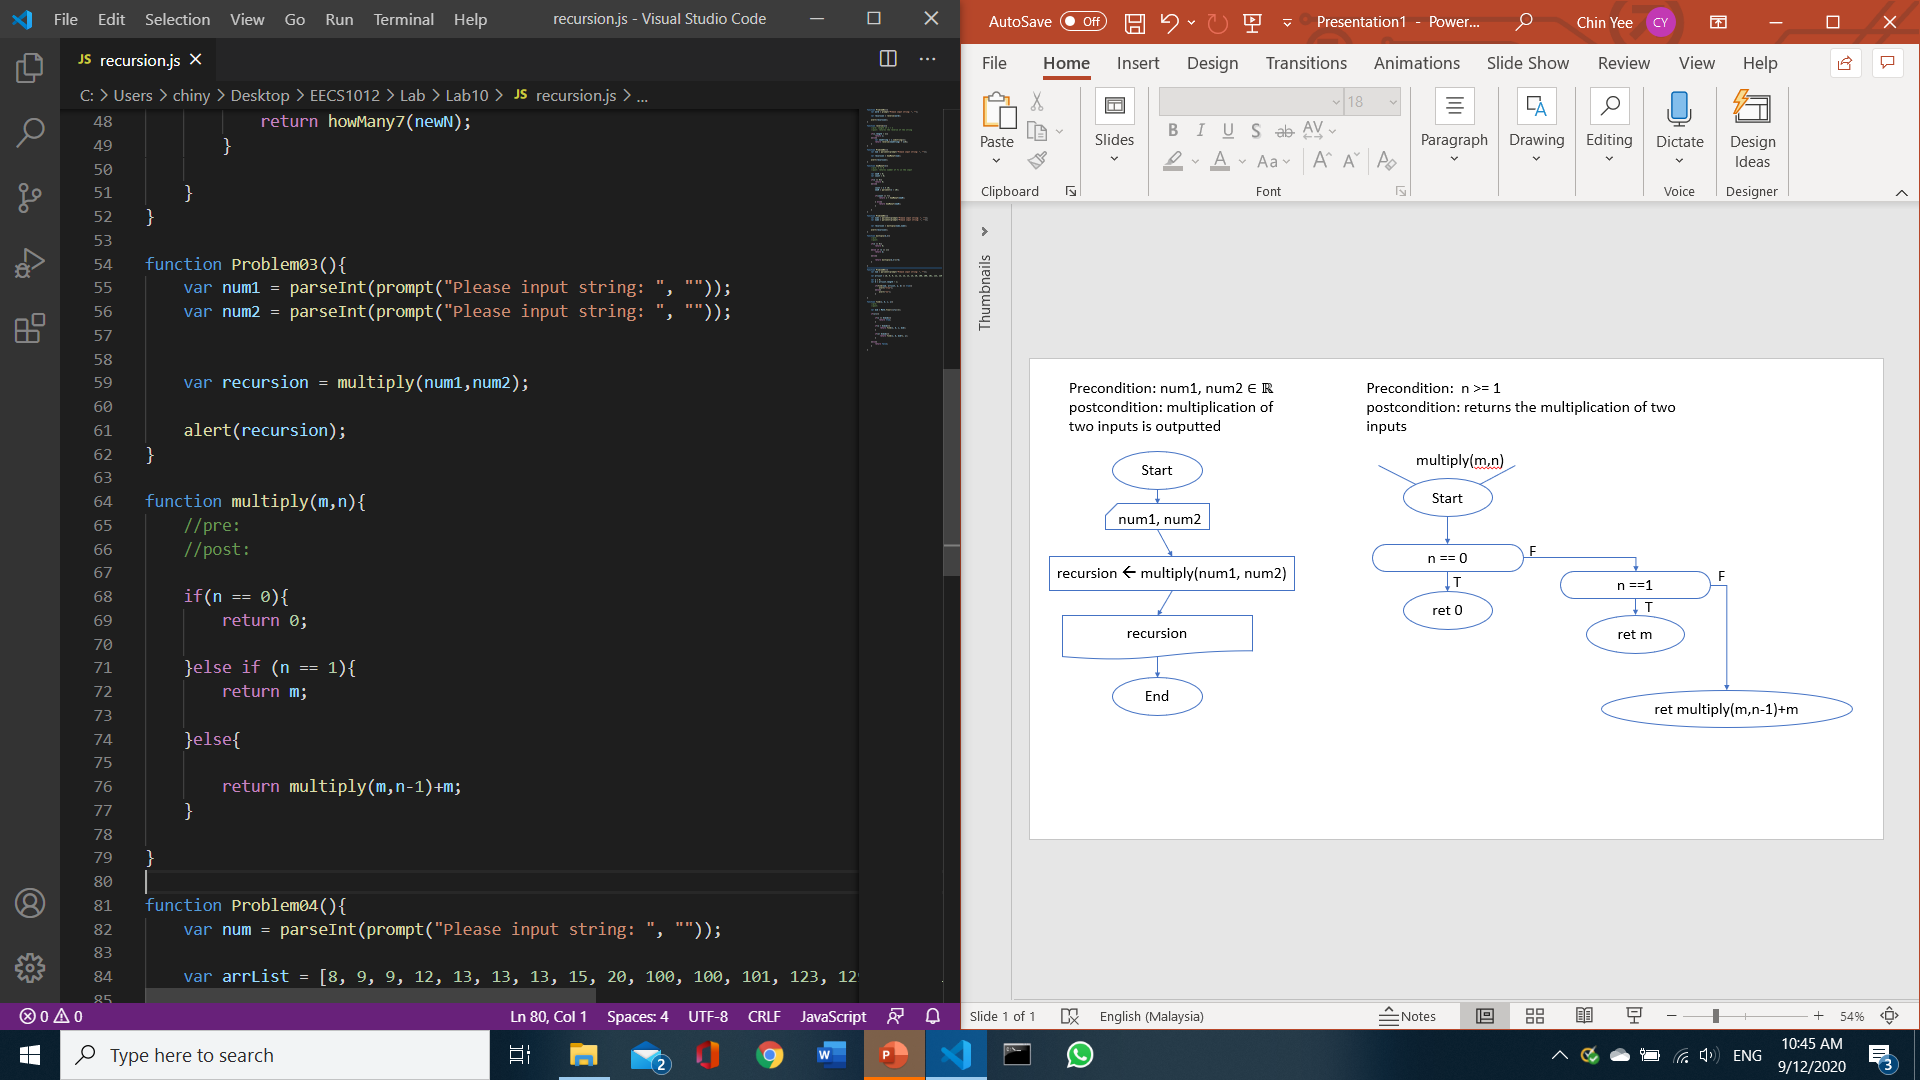 File Edit Selection View Go Run Terminal Help recursion.js - Visual Studio Code
JS recursion.js
C: > Users > chiny > Desktop > EECS1012 > Lab > Lab10 > JS recursion.js > ...
48 return howMany7(newN);
49 }
50
51 }
52 }
53
54 function Problem03(){
55 var num1 = parseInt(prompt("Please input string: ", ""));
56 var num2 = parseInt(prompt("Please input string: ", ""));
57
58
59 var recursion = multiply(num1,num2);
60
61 alert(recursion);
62 }
63
64 function multiply(m,n){
65 //pre:
66 //post:
67
68 if(n == 0){
69 return 0;
70
71 }else if (n == 1){
72 return m;
73
74 }else{
75
76 return multiply(m,n-1)+m;
77 }
78
79 }
80
81 function Problem04(){
82 var num = parseInt(prompt("Please input string: ", ""));
83
84 var arrList = [8, 9, 9, 12, 13, 13, 13, 15, 20, 100, 100, 101, 123,
85
0 0 Ln 80, Col 1 Spaces: 4 UTF-8 CRLF JavaScript
AutoSave Off Presentation1 - Power... Chin Yee CY
File Home Insert Design Transitions Animations Slide Show Review View Help
18
B I U S ab AV
A Aa A A A
Paste Slides Paragraph Drawing Editing Dictate Design Ideas
Clipboard Font Voice Designer
Thumbnails
Precondition: num1, num2 ∈ ℝ
postcondition: multiplication of
two inputs is outputted
Start
num1, num2
recursion ← multiply(num1, num2)
recursion
End
Precondition: n >= 1
postcondition: returns the multiplication of two
inputs
multiply(m,n)
Start
n == 0
F
T
ret 0
n ==1
F
T
ret m
ret multiply(m,n-1)+m
Slide 1 of 1 English (Malaysia) Notes 54%
Type here to search
2
W P
ENG
10:45 AM
9/12/2020
3